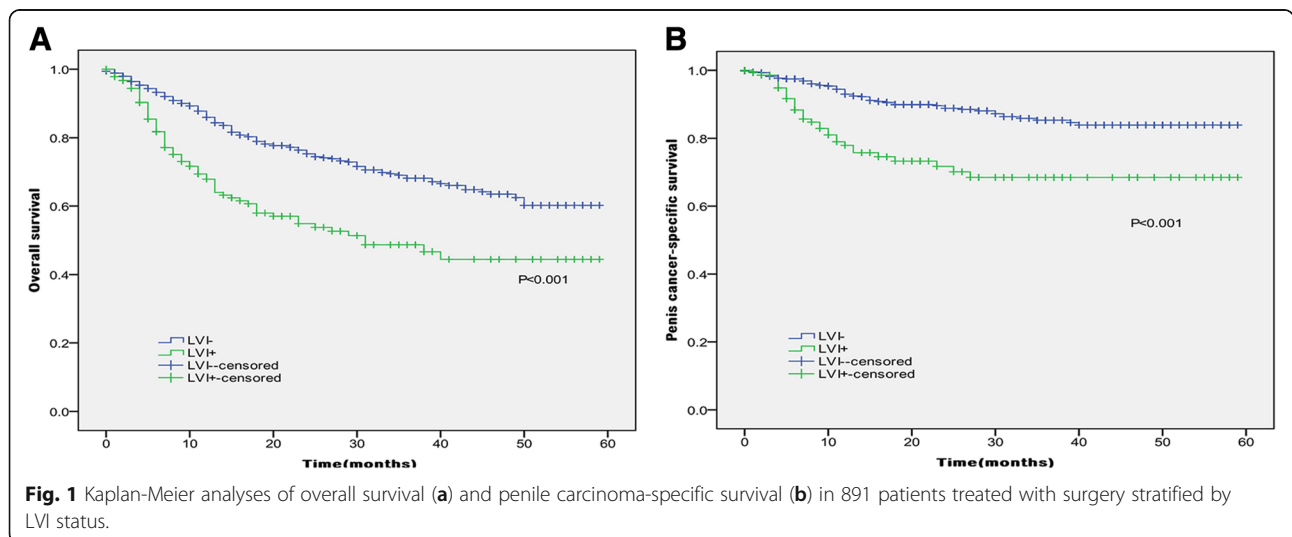 A
B
1.0
0.8
0.6
0.4
0.2
0.0
Overall survival
P<0.001
LVI-
LVI+
LVI--censored
LVI+-censored
0 10 20 30 40 50 60
Time(months)
1.0
0.8
0.6
0.4
0.2
0.0
Penis cancer-specific survival
P<0.001
LVI-
LVI+
LVI--censored
LVI+-censored
0 10 20 30 40 50 60
Time(months)
Fig. 1 Kaplan-Meier analyses of overall survival (a) and penile carcinoma-specific survival (b) in 891 patients treated with surgery stratified by
LVI status.